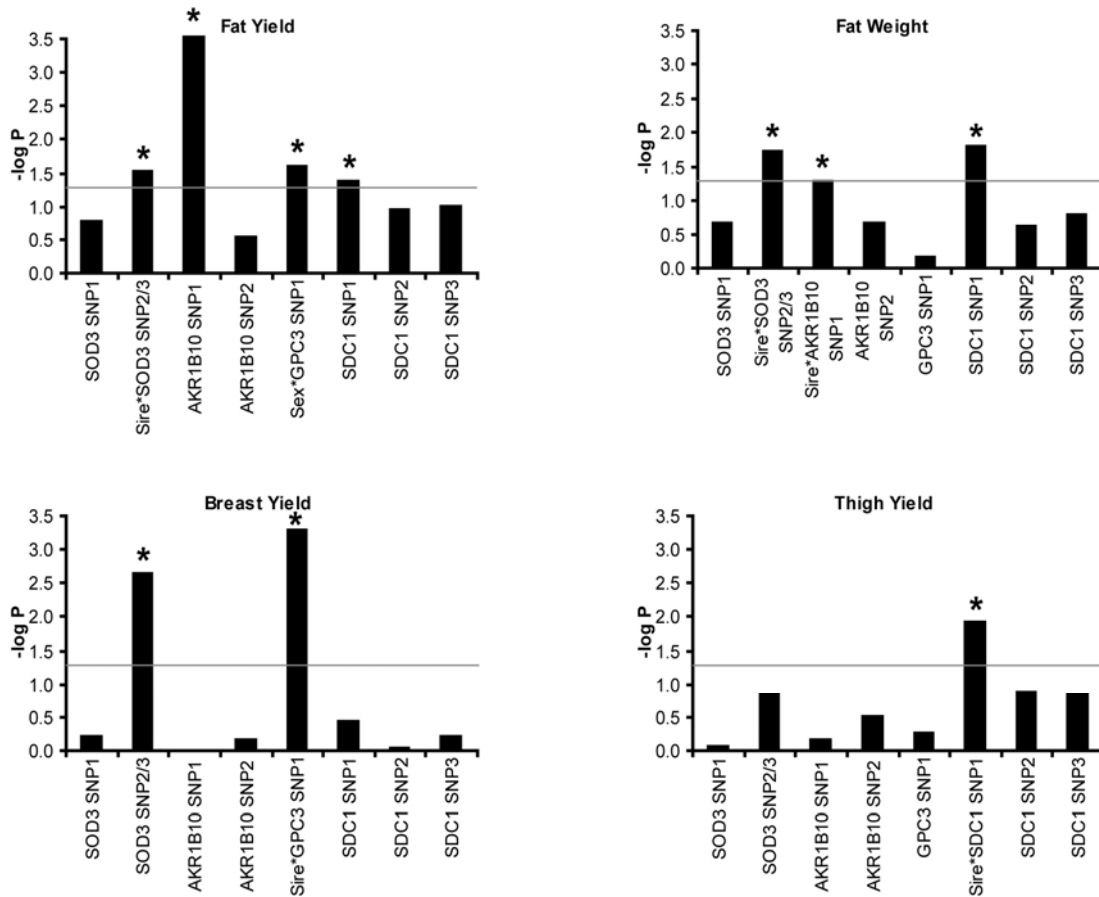 Fat Yield
-log P
3.5
3.0
2.5
2.0
1.5
1.0
0.5
0.0
*
*
*
*
SOD3 SNP1
Sire*SOD3 SNP2/3
AKR1B10 SNP1
AKR1B10 SNP2
Sex*GPC3 SNP1
SDC1 SNP1
SDC1 SNP2
SDC1 SNP3
Fat Weight
-log P
3.5
3.0
2.5
2.0
1.5
1.0
0.5
0.0
*
*
*
SOD3 SNP1
Sire*SOD3
SNP2/3
Sire*AKR1B10
SNP1
AKR1B10
SNP2
GPC3 SNP1
SDC1 SNP1
SDC1 SNP2
SDC1 SNP3
Breast Yield
-log P
3.5
3.0
2.5
2.0
1.5
1.0
0.5
0.0
*
*
SOD3 SNP1
SOD3 SNP2/3
AKR1B10 SNP1
AKR1B10 SNP2
Sire*GPC3 SNP1
SDC1 SNP1
SDC1 SNP2
SDC1 SNP3
Thigh Yield
-log P
3.5
3.0
2.5
2.0
1.5
1.0
0.5
0.0
*
SOD3 SNP1
SOD3 SNP2/3
AKR1B10 SNP1
AKR1B10 SNP2
GPC3 SNP1
Sire*SDC1 SNP1
SDC1 SNP2
SDC1 SNP3